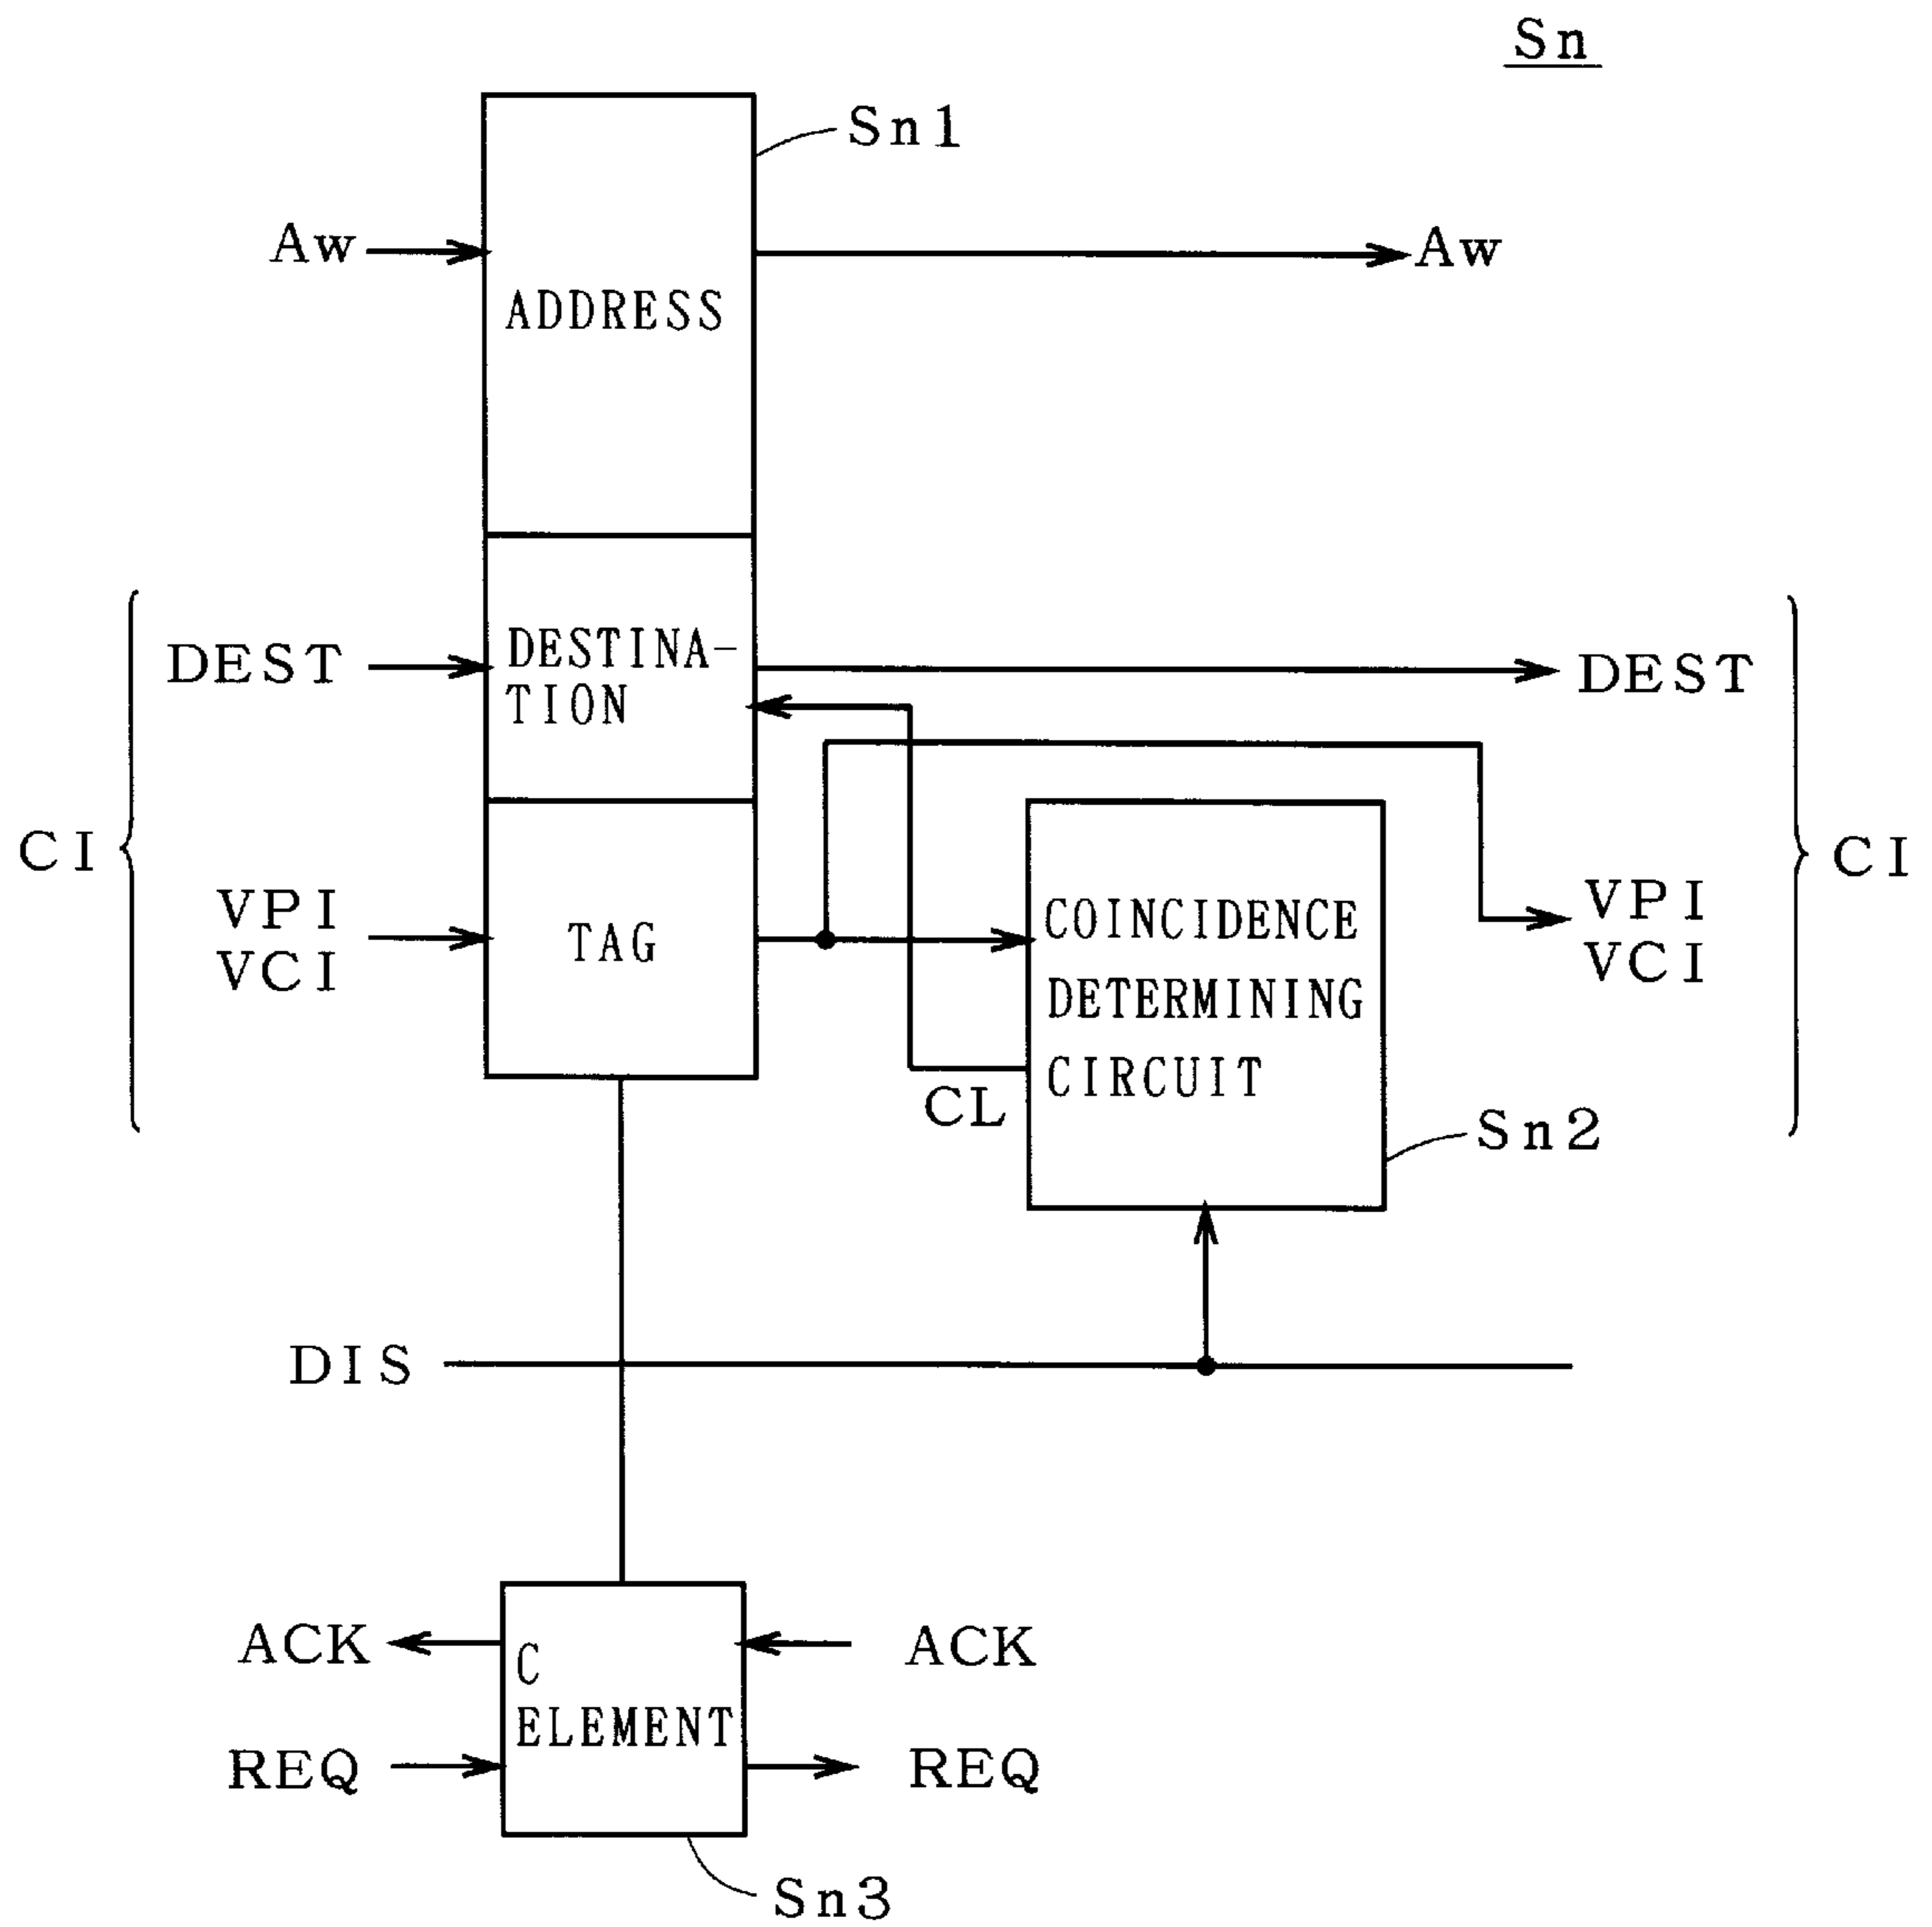 Sn
Sn1
Aw
Aw
ADDRESS
DEST
DESTINA-
TION
DEST
CI
CI
VPI
VCI
TAG
COINCIDENCE
DETERMINING
CIRCUIT
VPI
VCI
CL
Sn2
DIS
ACK
C
ELEMENT
ACK
REQ
REQ
Sn3